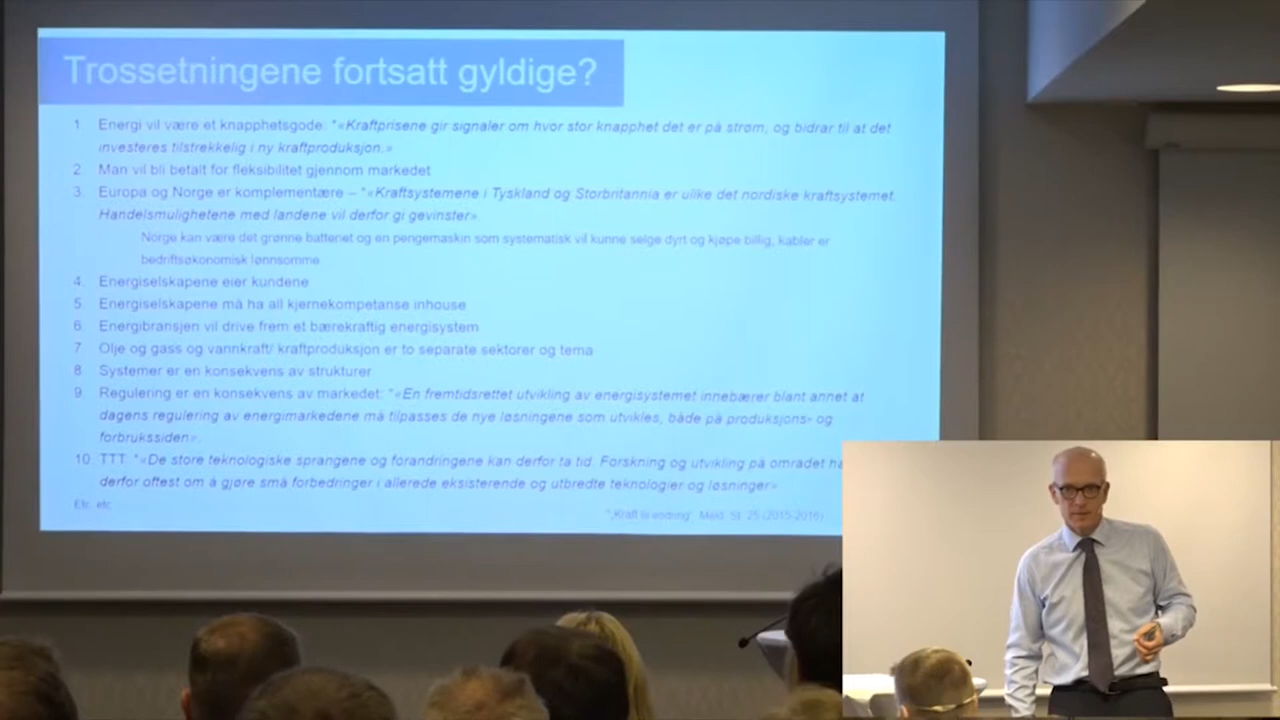 Trossetningene fortsatt gyldige?
1. Energi vil være et knapphetsgode: "«Kraftprisene gir signaler om hvor stor knapphet det er på strøm, og bidrar til at det
investeres tilstrekkelig i ny kraftproduksjon.»
2. Man vil bli betalt for fleksibilitet gjennom markedet
3. Europa og Norge er komplementære – "«Kraftsystemene i Tyskland og Storbritannia er ulike det nordiske kraftsystemet.
Handelsmulighetene med landene vil derfor gi gevinster»
Norge kan være det grønne batteriet og en pengemaskin som systematisk vil kunne selge dyrt og kjøpe billig, kabler er
bedriftsøkonomisk lønnsomme
4. Energiselskapene eier kundene
5. Energiselskapene må ha all kjernekompetanse inhouse
6. Energibransjen vil drive frem et bærekraftig energisystem
7. Olje og gass og vannkraft/ kraftproduksjon er to separate sektorer og tema
8. Systemer er en konsekvens av strukturer
9. Regulering er en konsekvens av markedet: "«En fremtidsrettet utvikling av energisystemet innebærer blant annet at
dagens regulering av energimarkedene må tilpasses de nye løsningene som utvikles, både på produksjons- og
forbrukssiden».
10. TTT: "«De store teknologiske sprangene og forandringene kan derfor ta tid. Forskning og utvikling på området ha
derfor oftest om å gjøre små forbedringer i allerede eksisterende og utbredte teknologier og løsninger»
Etc. etc.
"„Kraft til endring“, Meld. St. 25 (2015-2016)